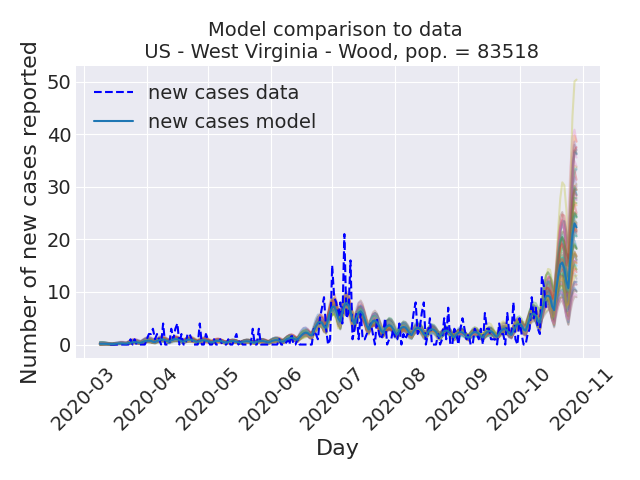 Model comparison to data
US - West Virginia - Wood, pop. = 83518
Number of new cases reported
50
40
30
20
10
0
new cases data
new cases model
2020-03
2020-04
2020-05
2020-06
2020-07
2020-08
2020-09
2020-10
2020-11
Day